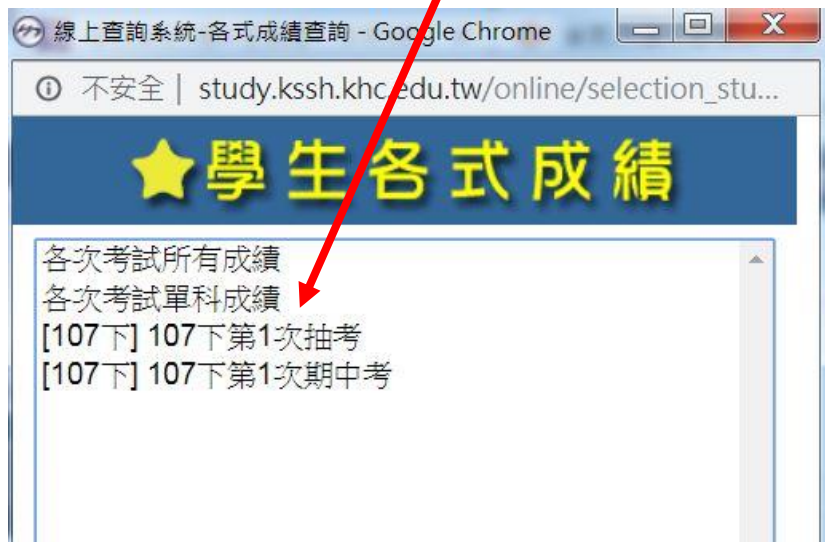 線上查詢系統-各式成績查詢 - Google Chrome
不安全 | study.kssh.khc.edu.tw/online/selection_stu...
學生各式成績
各次考試所有成績
各次考試單科成績
[107下] 107下第1次抽考
[107下] 107下第1次期中考